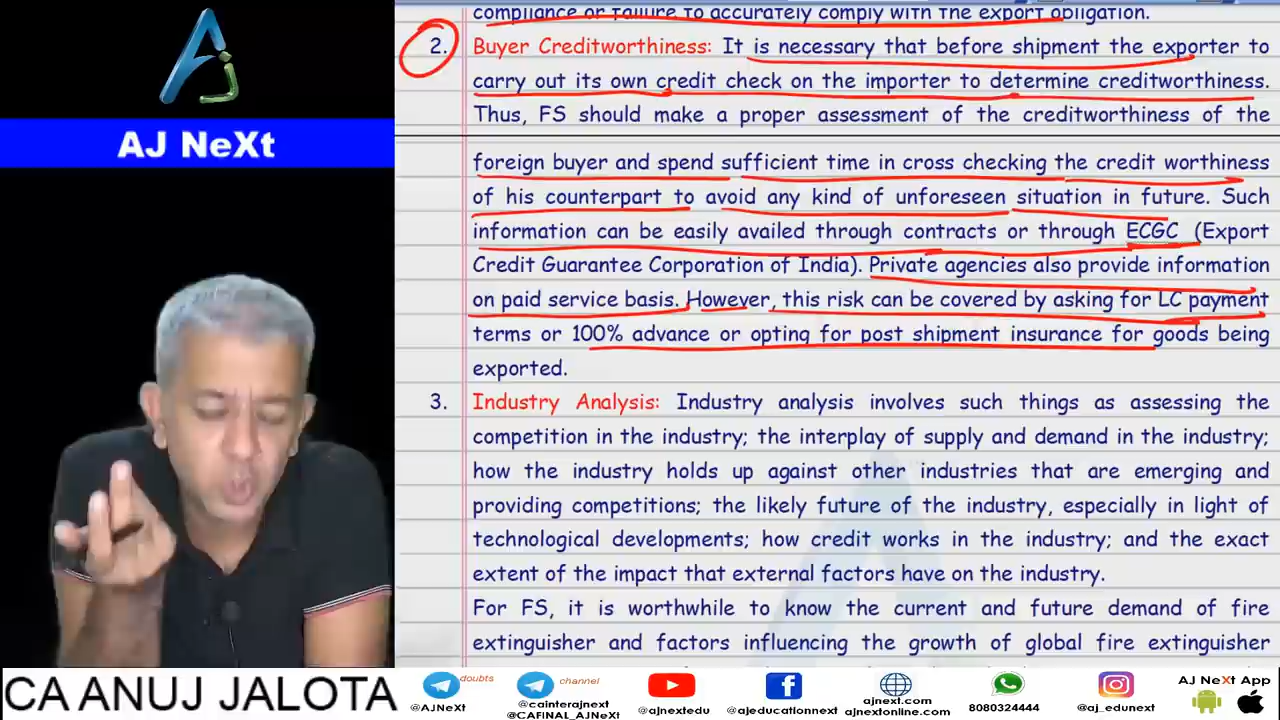 AJ NeXt
compliance or failure to accurately comply with the export obligation.
2. Buyer Creditworthiness: It is necessary that before shipment the exporter to
carry out its own credit check on the importer to determine creditworthiness.
Thus, FS should make a proper assessment of the creditworthiness of the
foreign buyer and spend sufficient time in cross checking the credit worthiness
of his counterpart to avoid any kind of unforeseen situation in future. Such
information can be easily availed through contracts or through ECGC (Export
Credit Guarantee Corporation of India). Private agencies also provide information
on paid service basis. However, this risk can be covered by asking for LC payment
terms or 100% advance or opting for post shipment insurance for goods being
exported.
3. Industry Analysis: Industry analysis involves such things as assessing the
competition in the industry; the interplay of supply and demand in the industry;
how the industry holds up against other industries that are emerging and
providing competitions; the likely future of the industry, especially in light of
technological developments; how credit works in the industry; and the exact
extent of the impact that external factors have on the industry.
For FS, it is worthwhile to know the current and future demand of fire
extinguisher and factors influencing the growth of global fire extinguisher
CA ANUJ JALOTA
doubts
@AJNeXt
channel
@cainterajnext
@CAFINAL_AJNeXt
@ajnextedu
@ajeducationnext
ajnext.com
ajnextonline.com
8080324444
@aj_edunext
AJ NeXt App